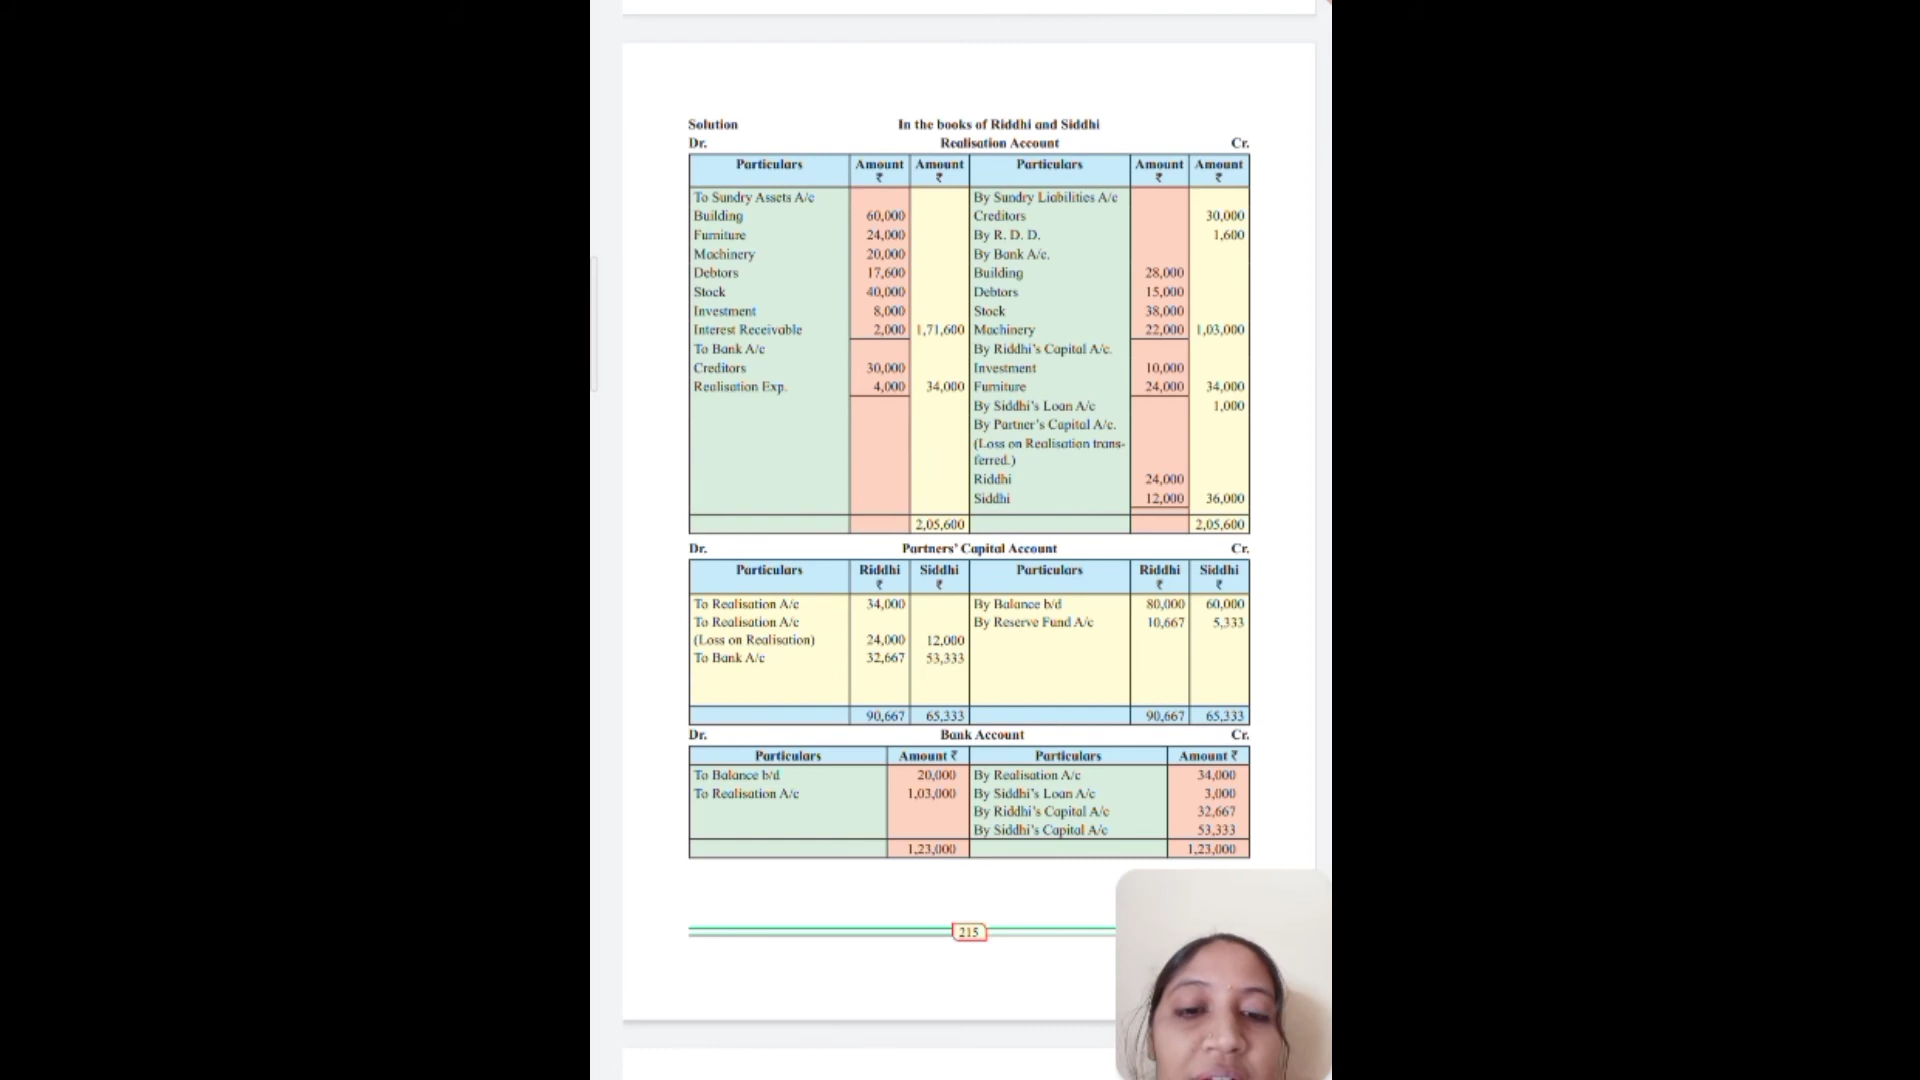 Solution In the books of Riddhi and Siddhi
Dr. Realisation Account Cr.
Particulars Amount ₹ Amount ₹ Particulars Amount ₹ Amount ₹
To Sundry Assets A/c By Sundry Liabilities A/c
Building 60,000 Creditors 30,000
Furniture 24,000 By R. D. D. 1,600
Machinery 20,000 By Bank A/c.
Debtors 17,600 Building 28,000
Stock 40,000 Debtors 15,000
Investment 8,000 Stock 38,000
Interest Receivable 2,000 1,71,600 Machinery 22,000 1,03,000
To Bank A/c By Riddhi's Capital A/c.
Creditors 30,000 Investment 10,000
Realisation Exp. 4,000 34,000 Furniture 24,000 34,000
By Siddhi's Loan A/c 1,000
By Partner's Capital A/c.
(Loss on Realisation trans-
ferred.)
Riddhi 24,000
Siddhi 12,000 36,000
2,05,600 2,05,600
Dr. Partners' Capital Account Cr.
Particulars Riddhi ₹ Siddhi ₹ Particulars Riddhi ₹ Siddhi ₹
To Realisation A/c 34,000 By Balance b/d 80,000 60,000
To Realisation A/c By Reserve Fund A/c 10,667 5,333
(Loss on Realisation) 24,000 12,000
To Bank A/c 32,667 53,333
90,667 65,333 90,667 65,333
Dr. Bank Account Cr.
Particulars Amount ₹ Particulars Amount ₹
To Balance b/d 20,000 By Realisation A/c 34,000
To Realisation A/c 1,03,000 By Siddhi's Loan A/c 3,000
By Riddhi's Capital A/c 32,667
By Siddhi's Capital A/c 53,333
1,23,000 1,23,000
215